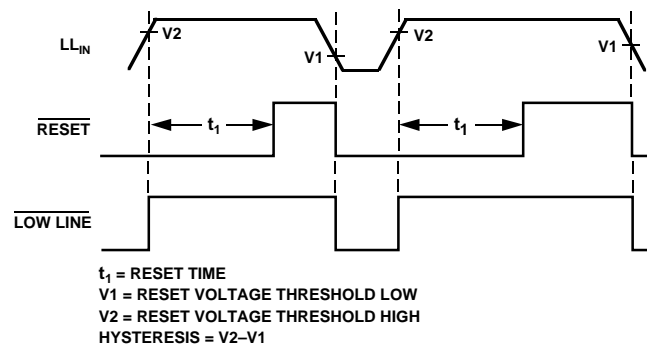 LL_IN
V2
V1
V2
V1
RESET
t1
t1
LOW LINE
t1 = RESET TIME
V1 = RESET VOLTAGE THRESHOLD LOW
V2 = RESET VOLTAGE THRESHOLD HIGH
HYSTERESIS = V2–V1